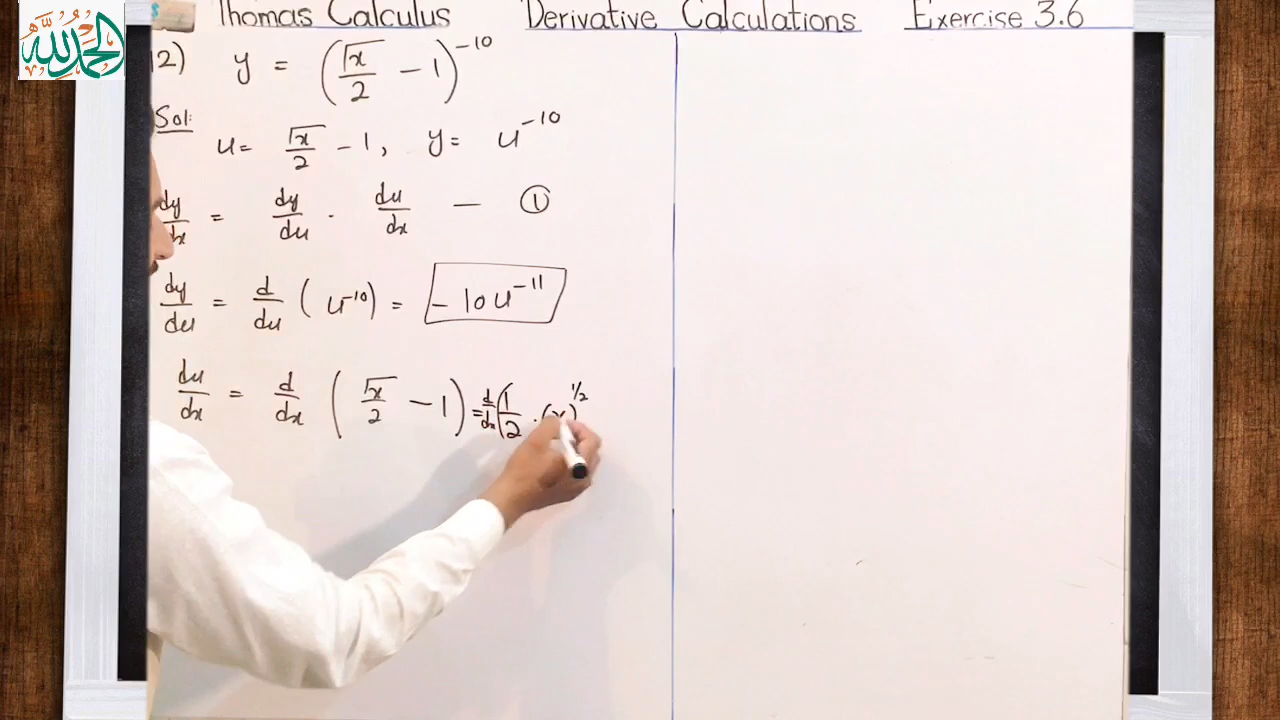 الحمدلله
Thomas Calculus Derivative Calculations Exercise 3.6
12) y = (√x/2 - 1)^-10
Sol:
u = √x/2 - 1, y = u^-10
dy/dx = dy/du · du/dx — ①
dy/du = d/du (u^-10) = -10u^-11
du/dx = d/dx (√x/2 - 1) = d/dx (1/2 · (x)^1/2